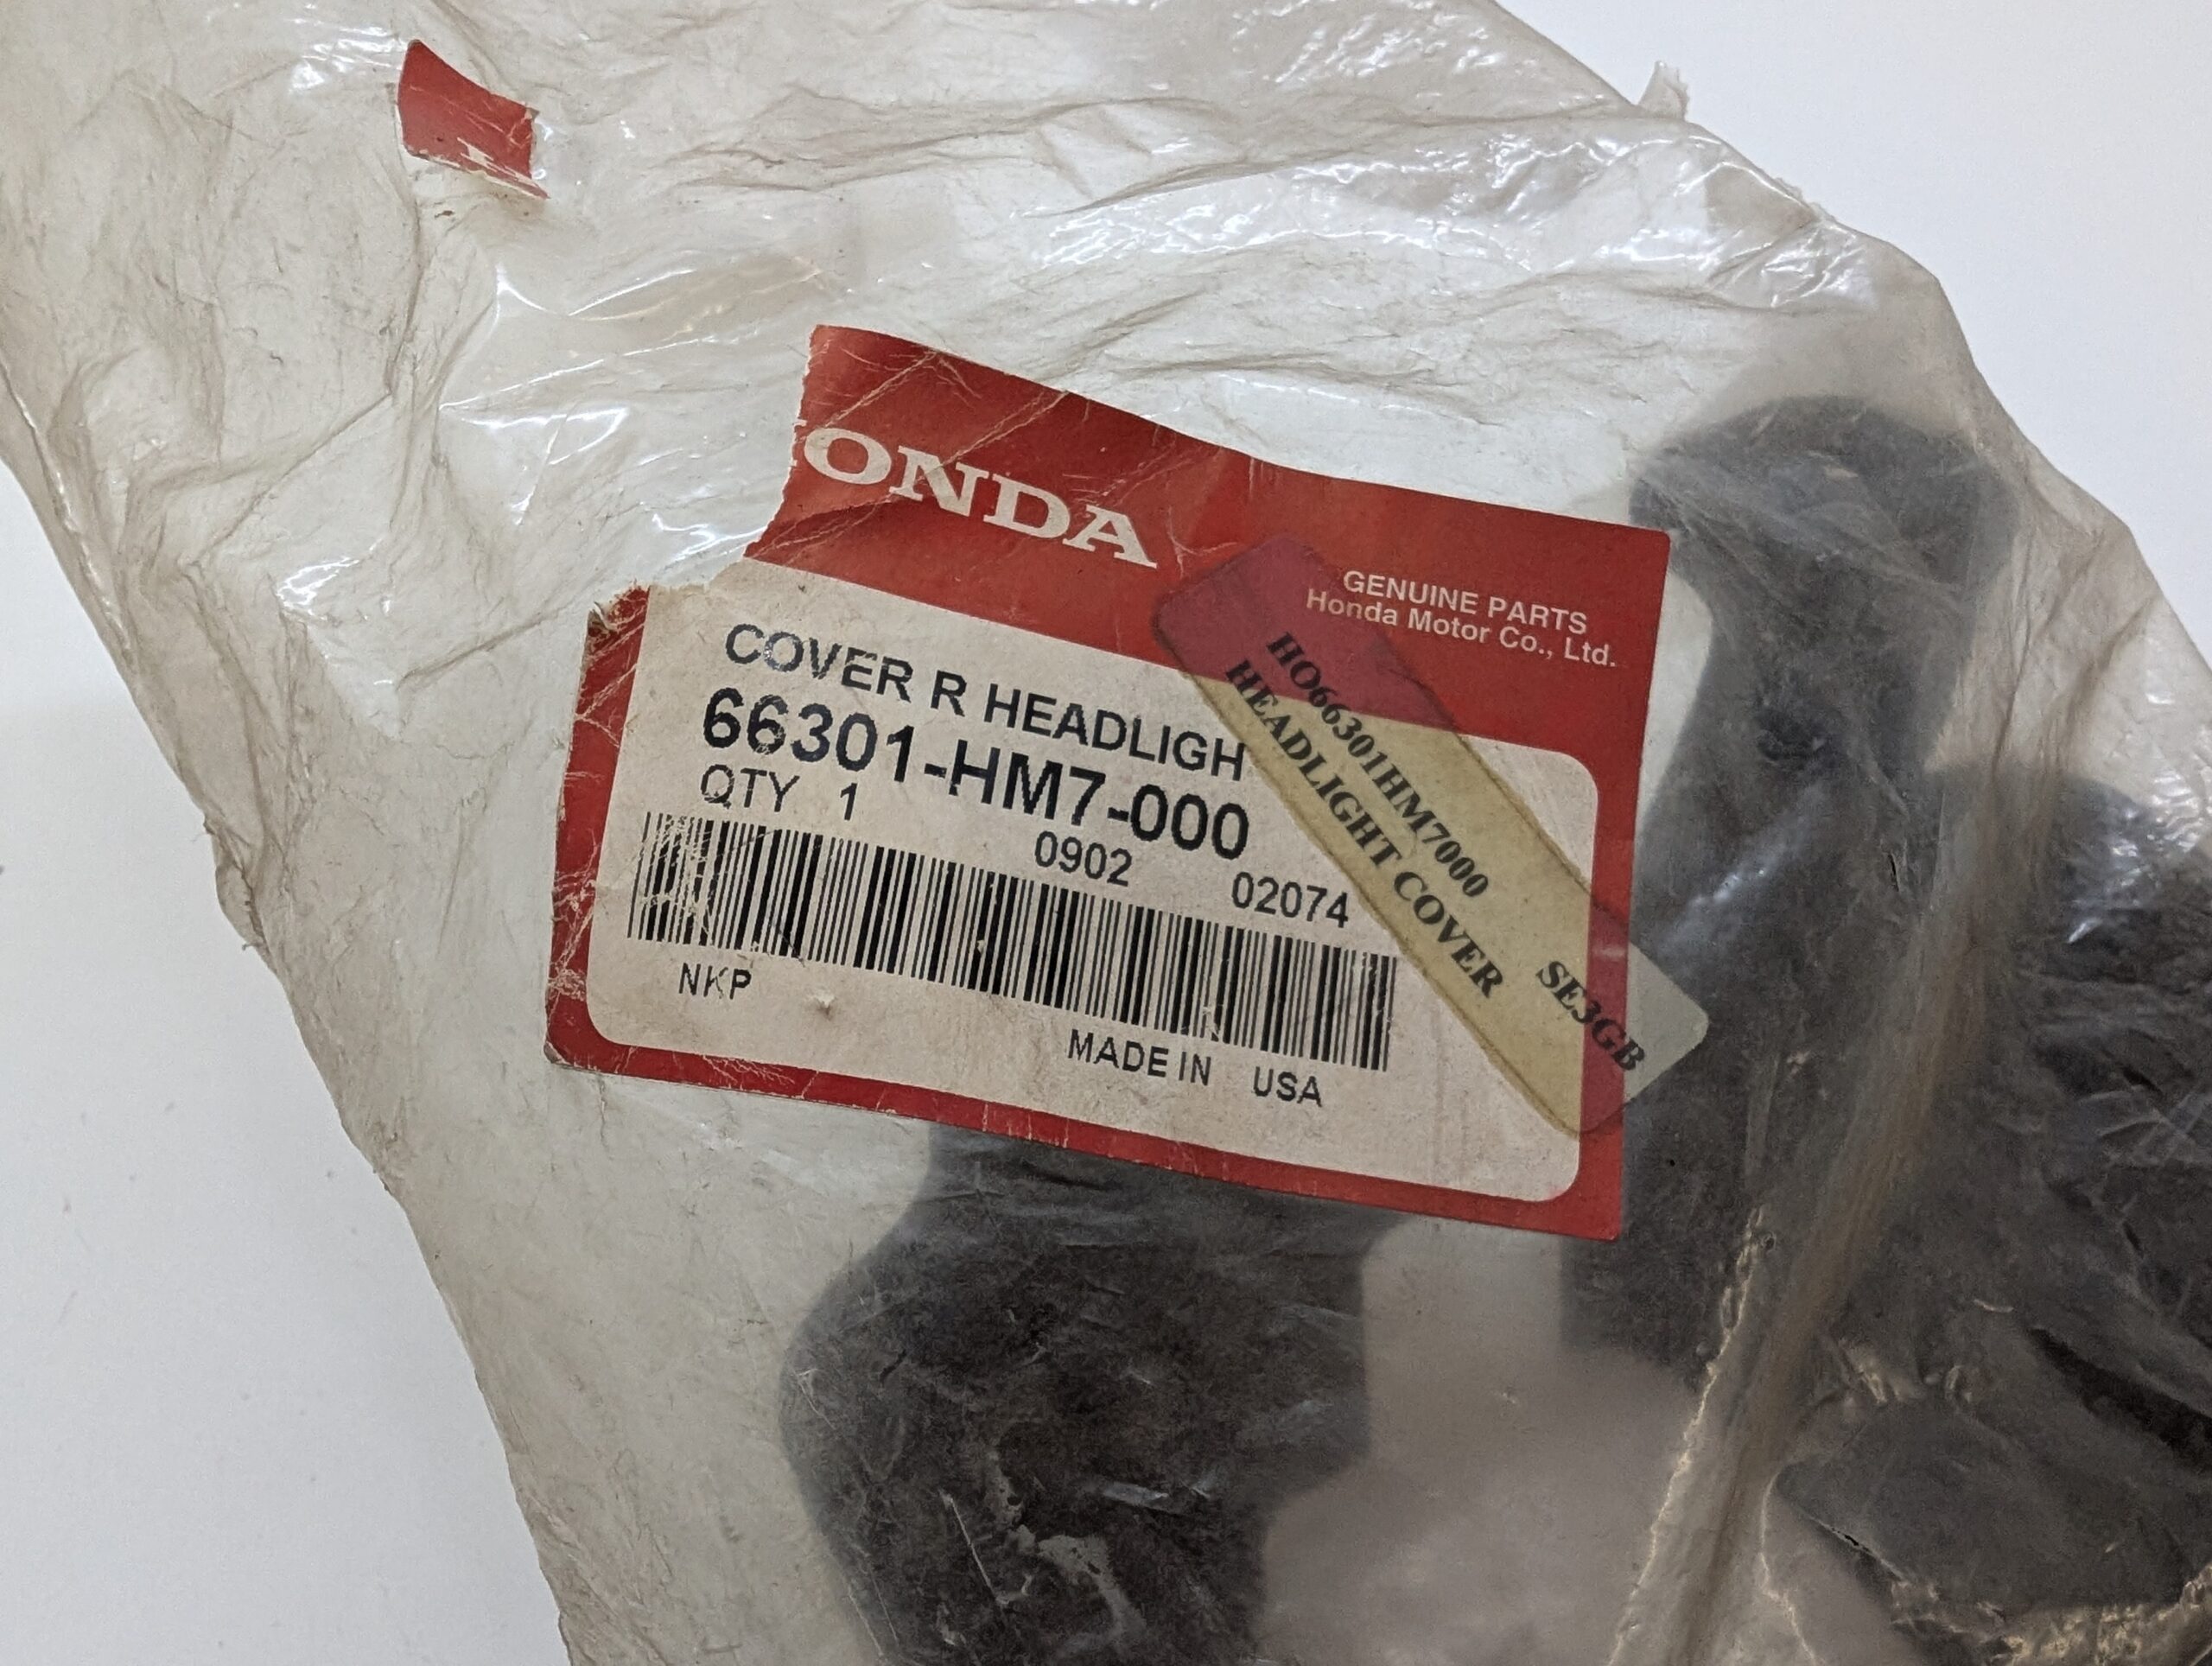 ONDA
GENUINE PARTS
Honda Motor Co., Ltd.
COVER R HEADLIGH
66301-HM7-000
QTY 1
0902 02074
NKP
MADE IN USA
HO66301HM7000
HEADLIGHT COVER SE3GB